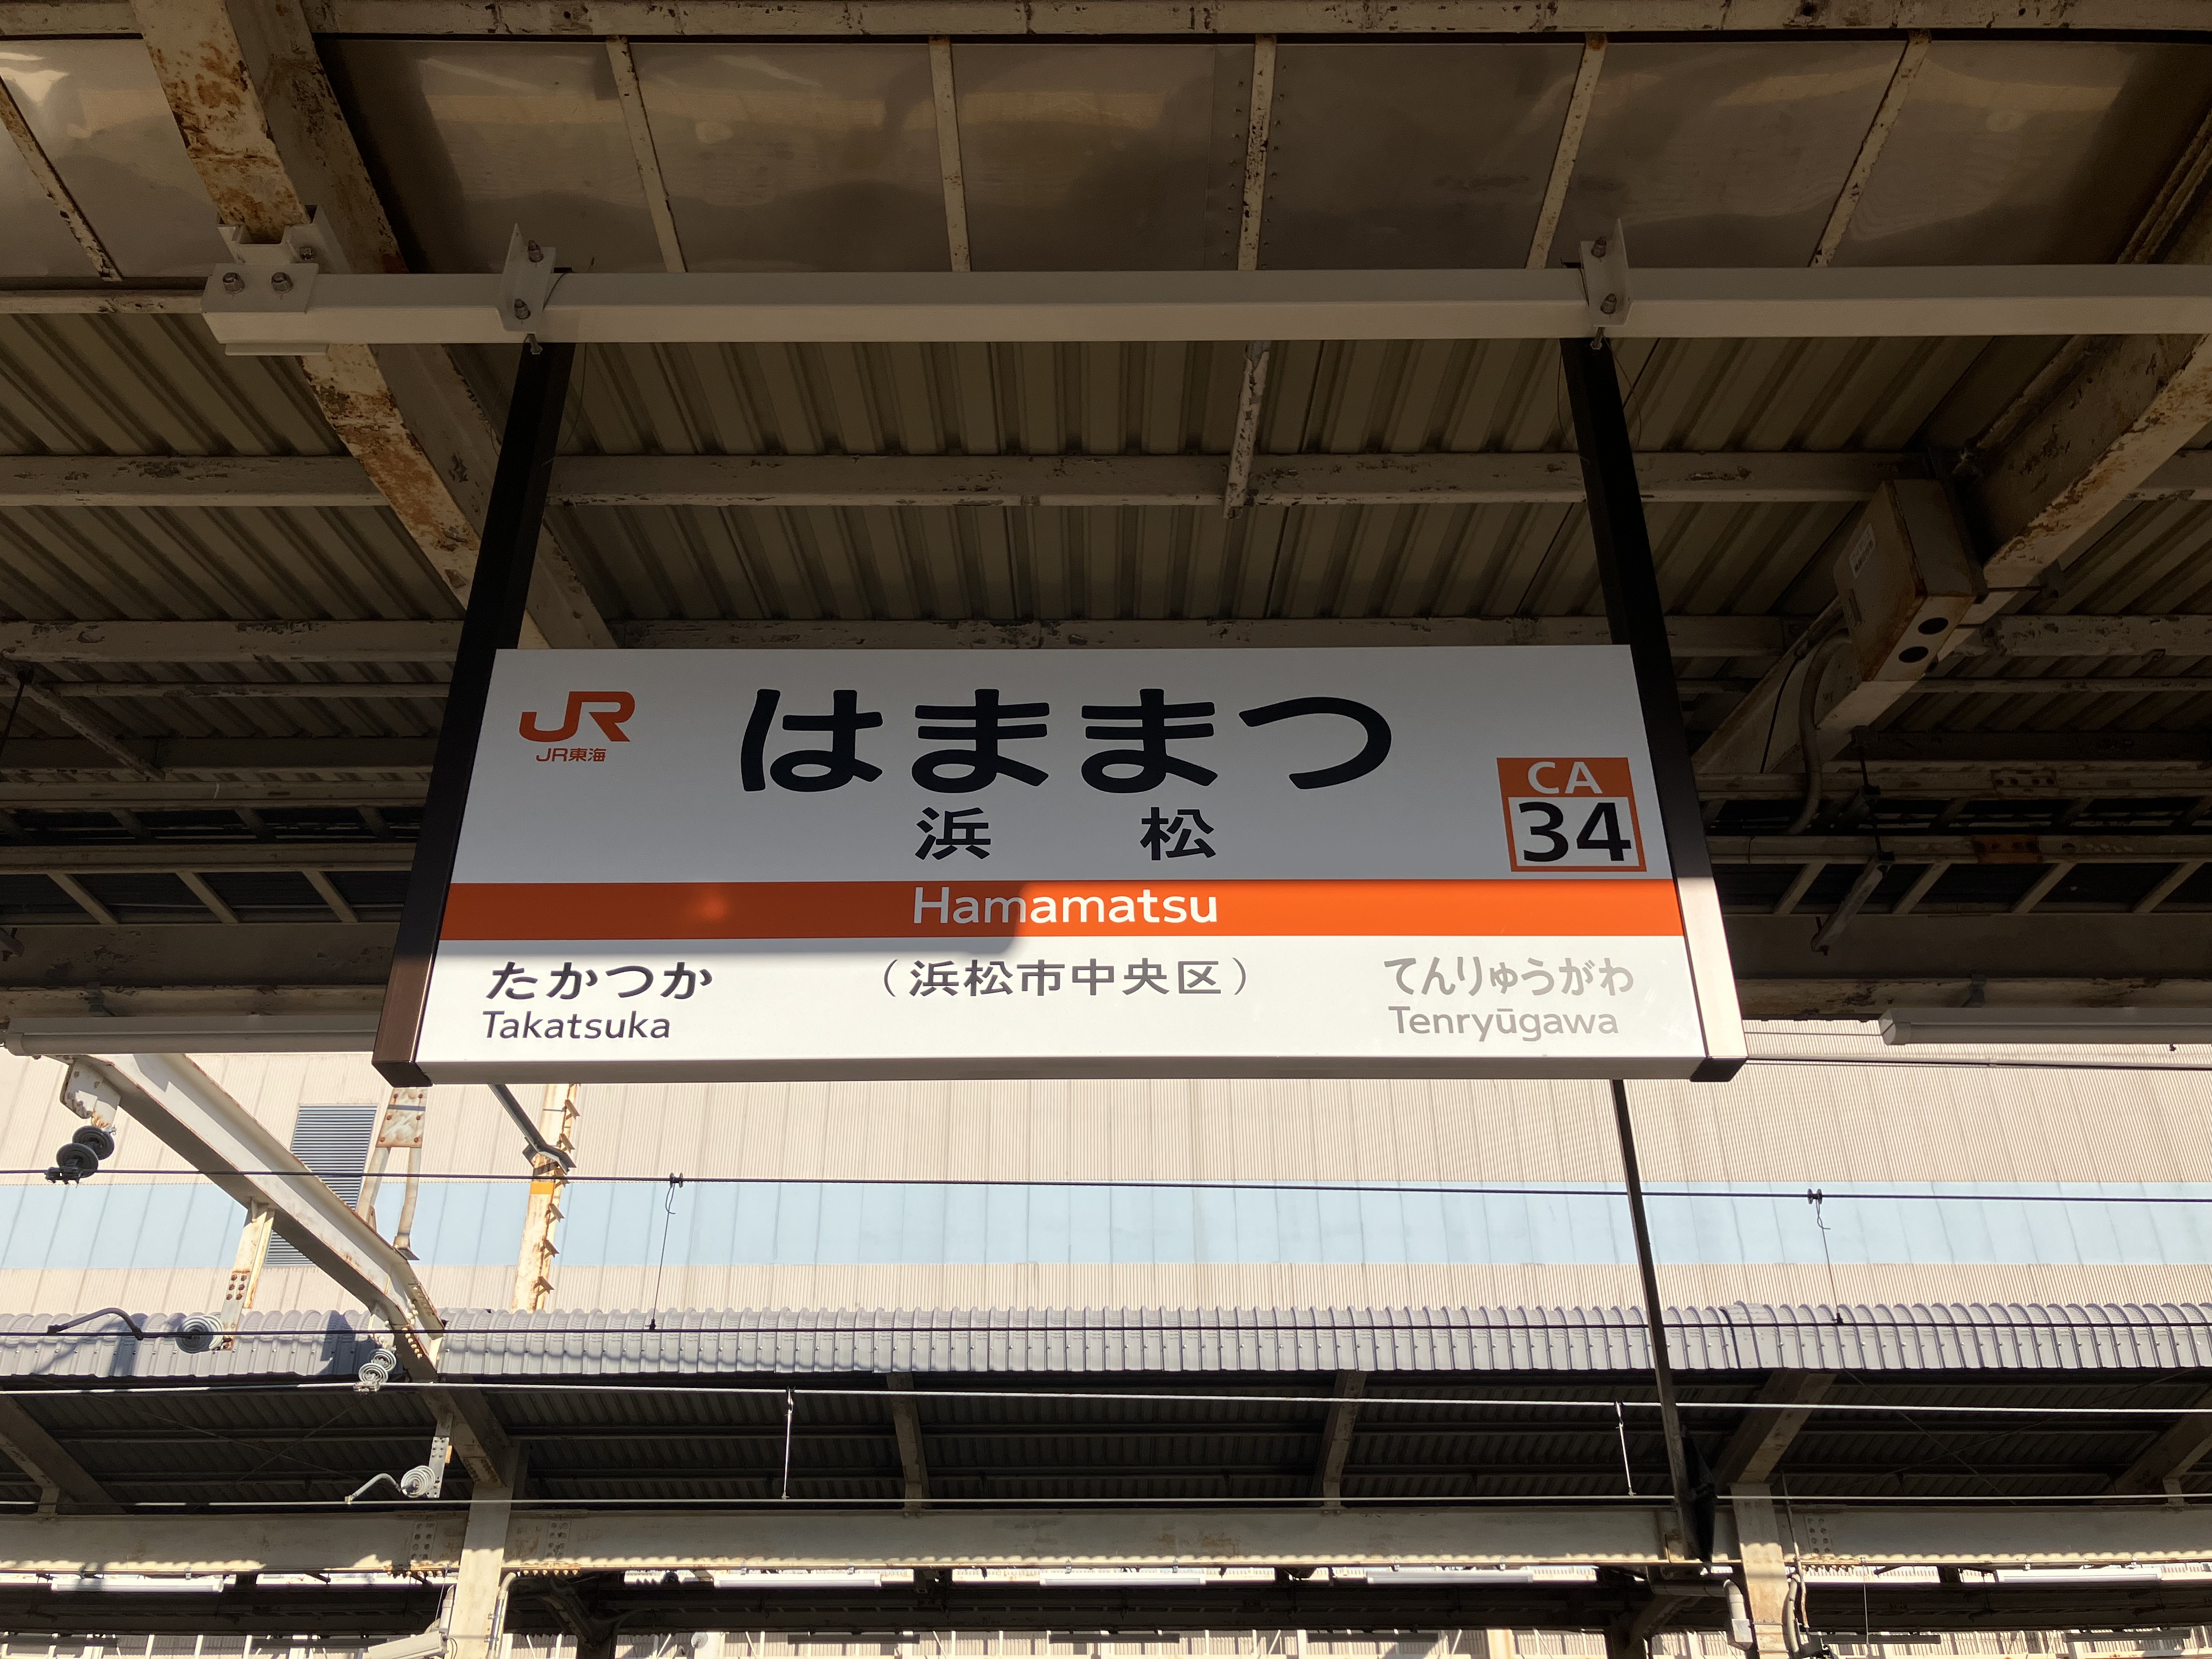 JR
JR東海
はままつ
浜松
CA
34
Hamamatsu
たかつか
Takatsuka
（浜松市中央区）
てんりゅうがわ
Tenryūgawa